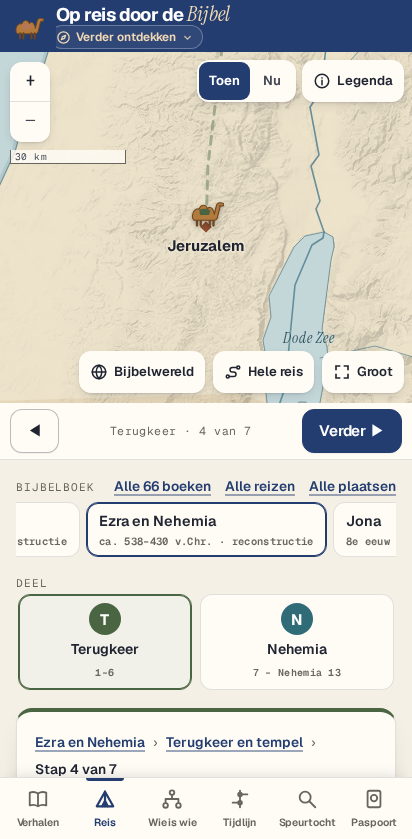 Op reis door de Bijbel
Verder ontdekken
+
Toen
Nu
Legenda
−
30 km
Jeruzalem
Dode Zee
Bijbelwereld
Hele reis
Groot
Terugkeer · 4 van 7
Verder
BIJBELBOEK
Alle 66 boeken
Alle reizen
Alle plaatsen
Ezra en Nehemia
Jona
structie
ca. 538–430 v.Chr. · reconstructie
8e eeuw
DEEL
T
N
Terugkeer
Nehemia
1–6
7 – Nehemia 13
Ezra en Nehemia › Terugkeer en tempel ›
Stap 4 van 7
Verhalen
Reis
Wie is wie
Tijdlijn
Speurtocht
Paspoort